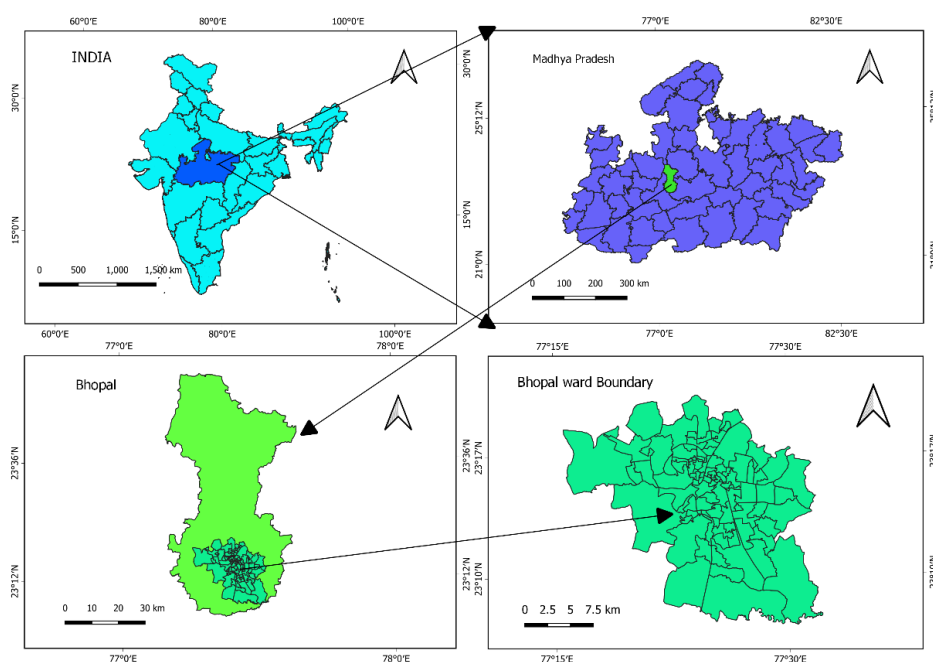 60°0'E 80°0'E 100°0'E
INDIA
30°0'N
30°0'N
15°0'N
15°0'N
0 500 1,000 1,500 km
60°0'E 80°0'E 100°0'E
77°0'E 82°30'E
Madhya Pradesh
25°12'N
21°0'N
0 100 200 300 km
77°0'E 82°30'E
77°0'E 78°0'E
Bhopal
23°36'N
23°36'N
23°12'N
23°12'N
0 10 20 30 km
77°0'E 78°0'E
77°15'E 77°30'E
Bhopal ward Boundary
23°17'N
23°17'N
23°10'N
23°10'N
0 2.5 5 7.5 km
77°15'E 77°30'E